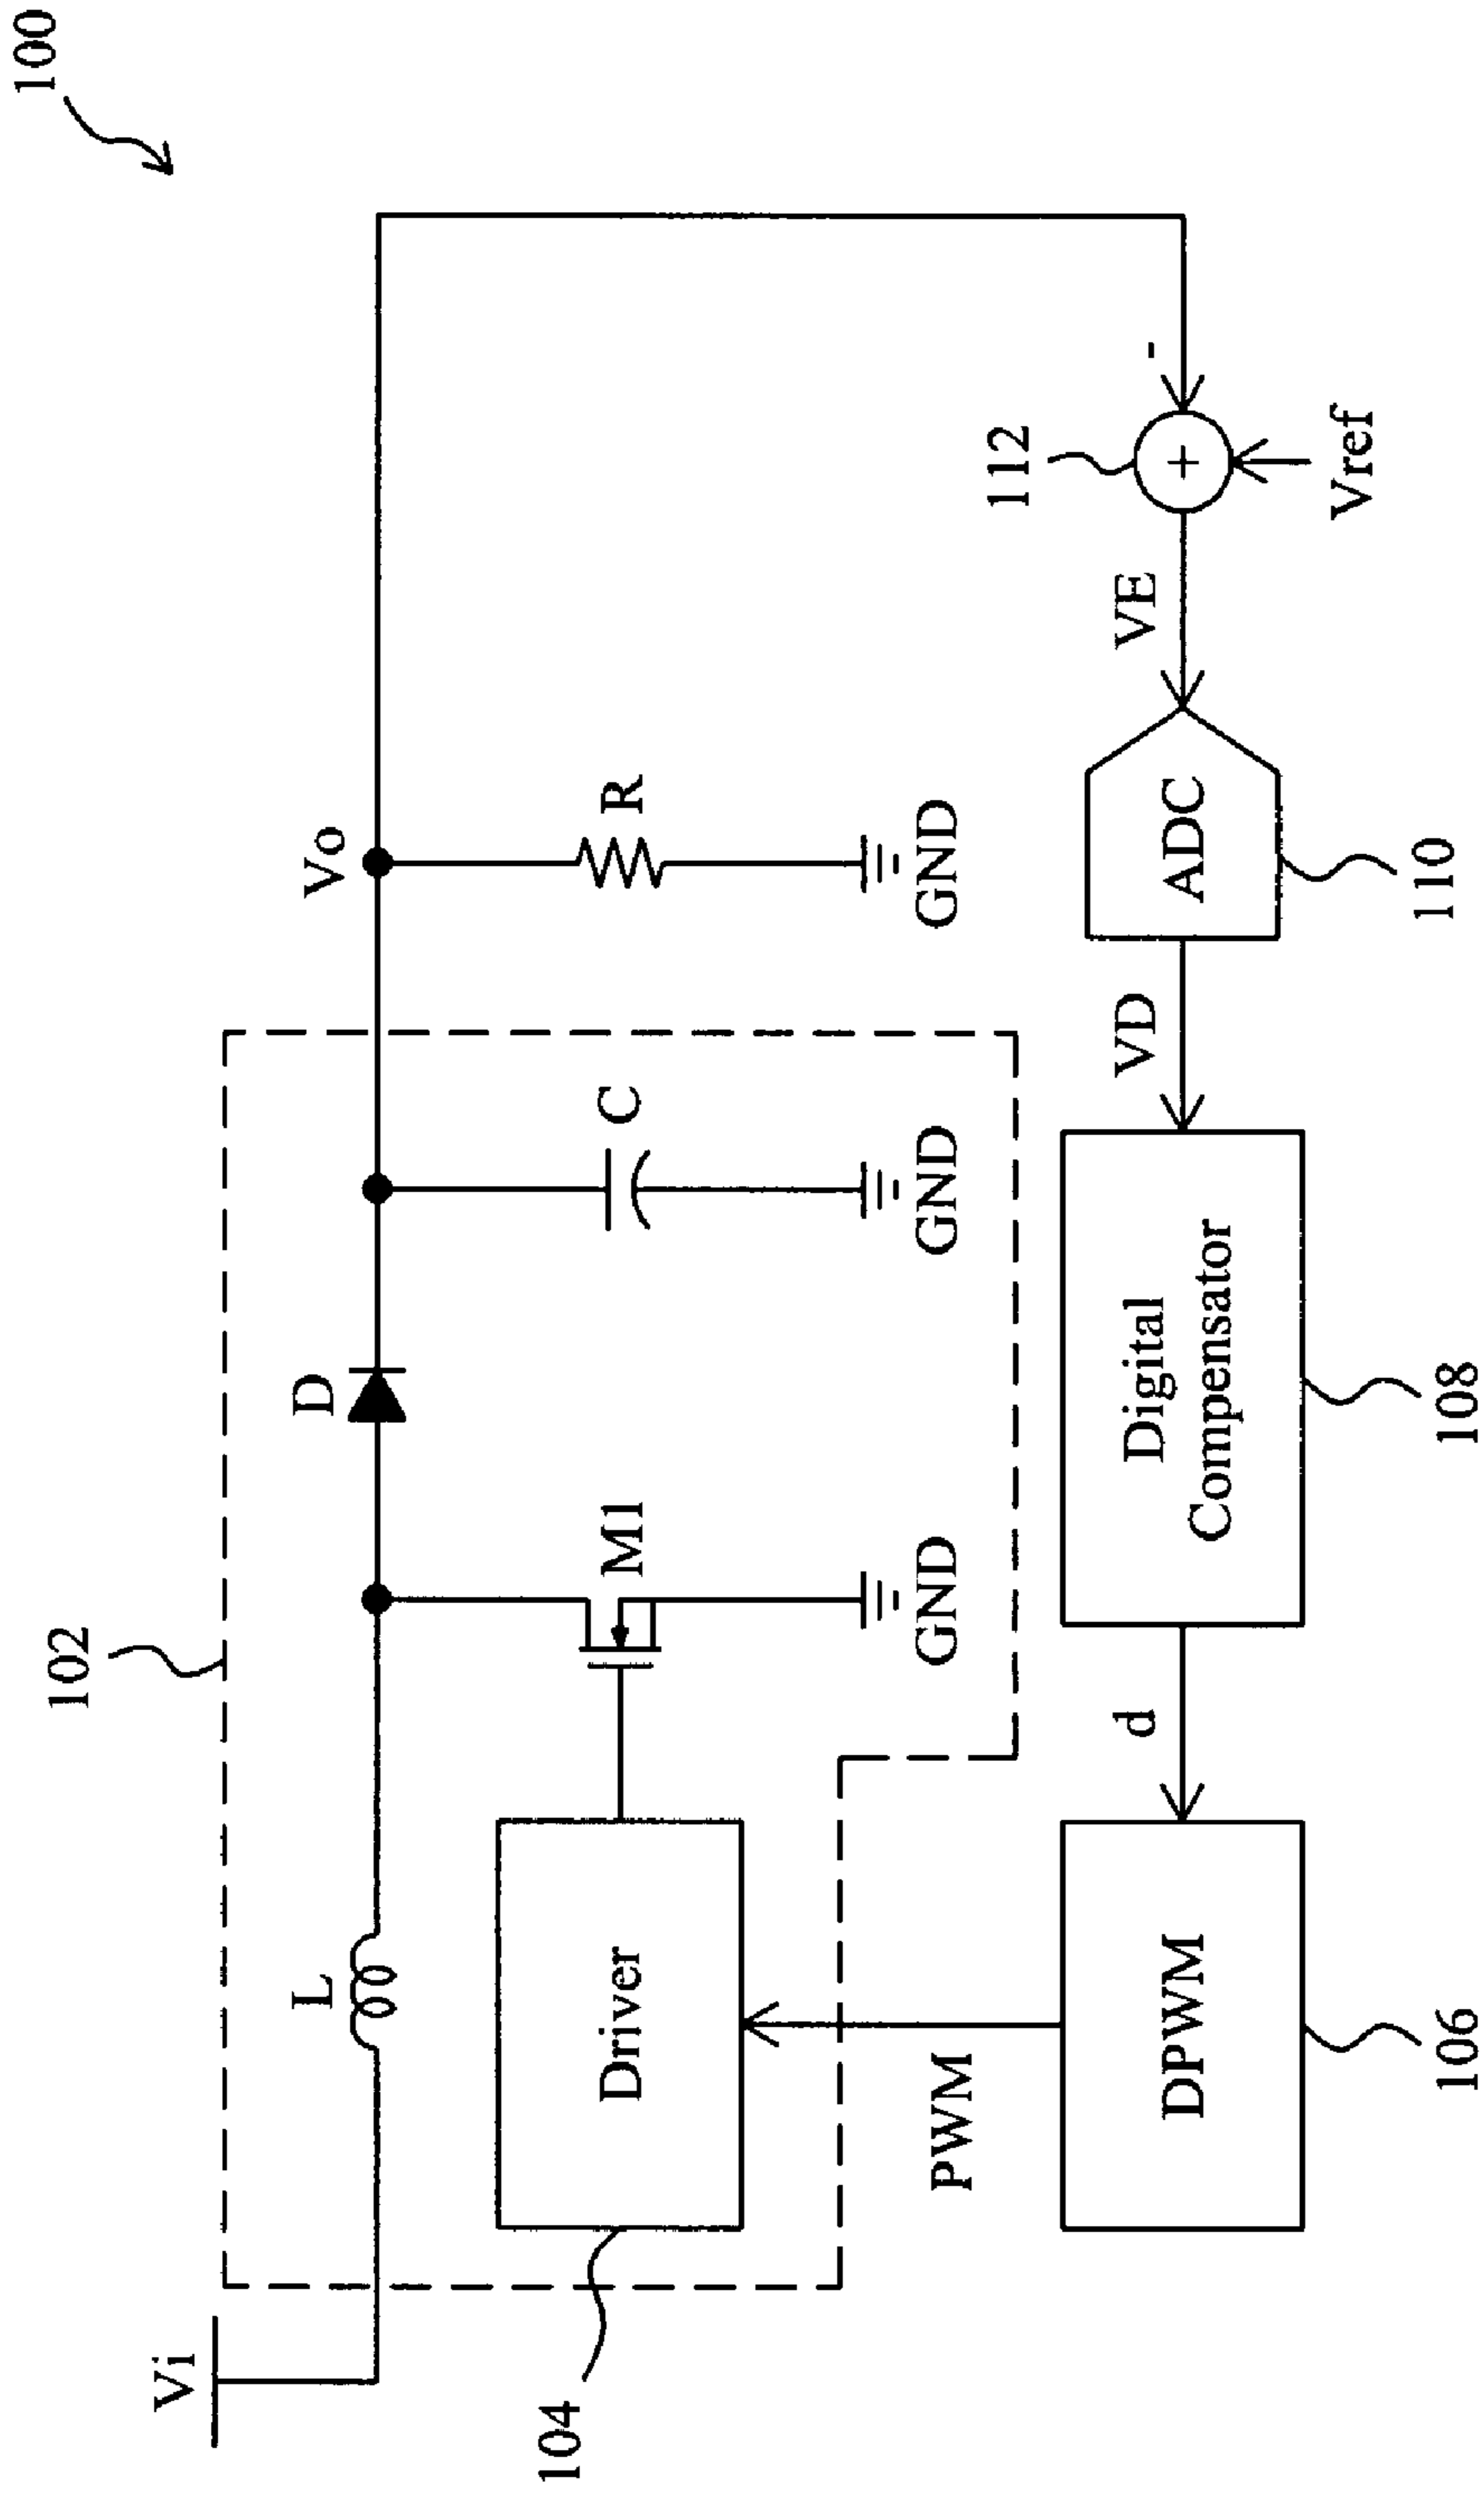 100
102
Vi
L
D
Vo
104
Driver
M1
C
R
GND
GND
GND
112
PWM
d
VD
VE
-
+
DPWM
Digital
Compensator
ADC
Vref
106
108
110